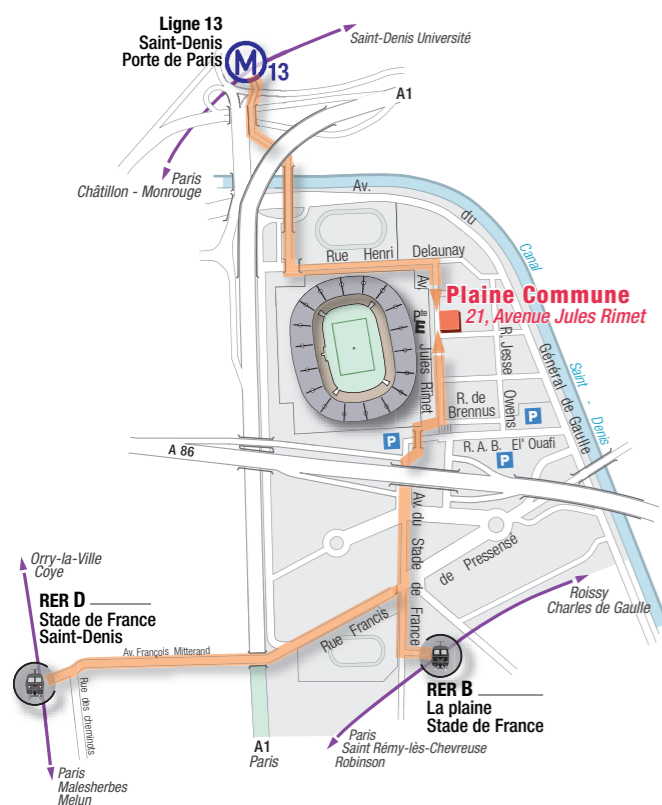 Ligne 13
Saint-Denis
Porte de Paris
M
13
Saint-Denis Université
A1
Paris
Châtillon - Monrouge
Av.
du
Canal
Saint - Denis
Général de Gaulle
Rue Henri Delaunay
Av.
Jules Rimet
Pte
E
Plaine Commune
21, Avenue Jules Rimet
R. Jesse
Owens
R. de
Brennus
P
P
P
R. A. B. El' Ouafi
A 86
Av. du Stade de France
Rue Francis
de Pressensé
Orry-la-Ville
Coye
RER D
Stade de France
Saint-Denis
Av. François Mitterand
Rue des cheminots
Roissy
Charles de Gaulle
RER B
La plaine
Stade de France
Paris
Saint Rémy-lès-Chevreuse
Robinson
A1
Paris
Paris
Malesherbes
Melun